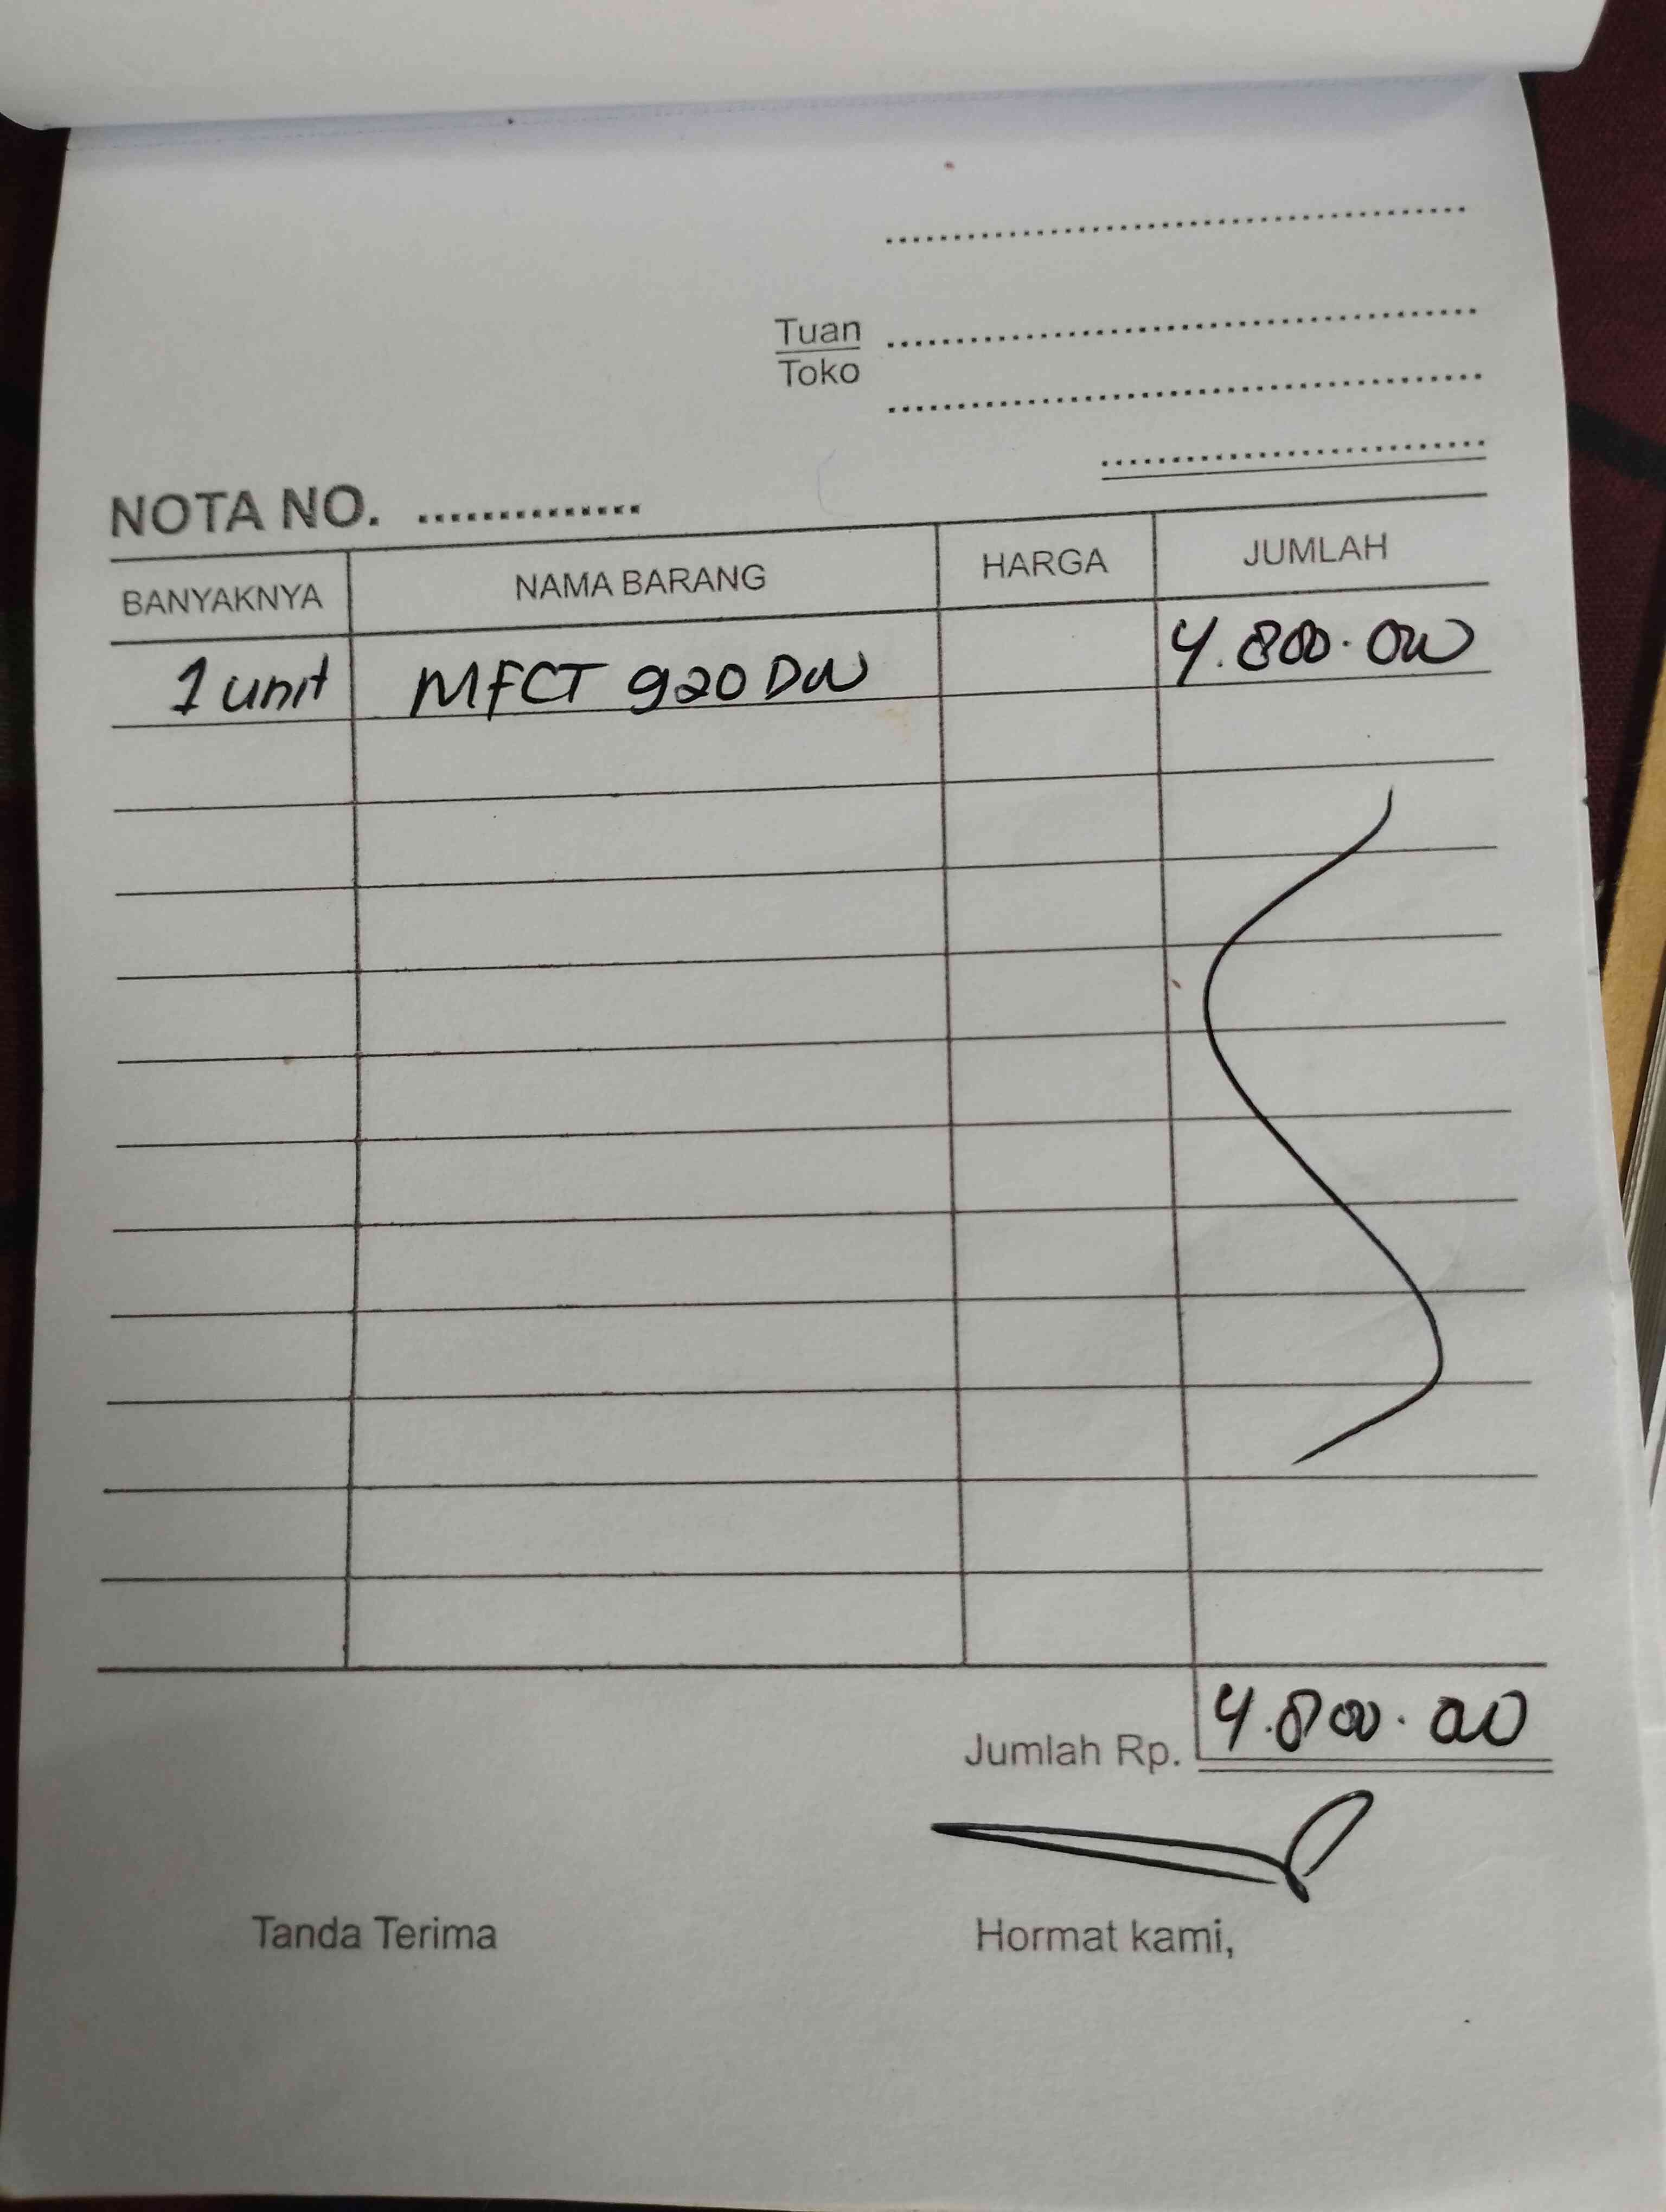 Tuan
Toko
NOTA NO. ..............
BANYAKNYA NAMA BARANG HARGA JUMLAH
1 unit MFCT 920 DW 4.800.000
Jumlah Rp. 4.800.000
Tanda Terima Hormat kami,